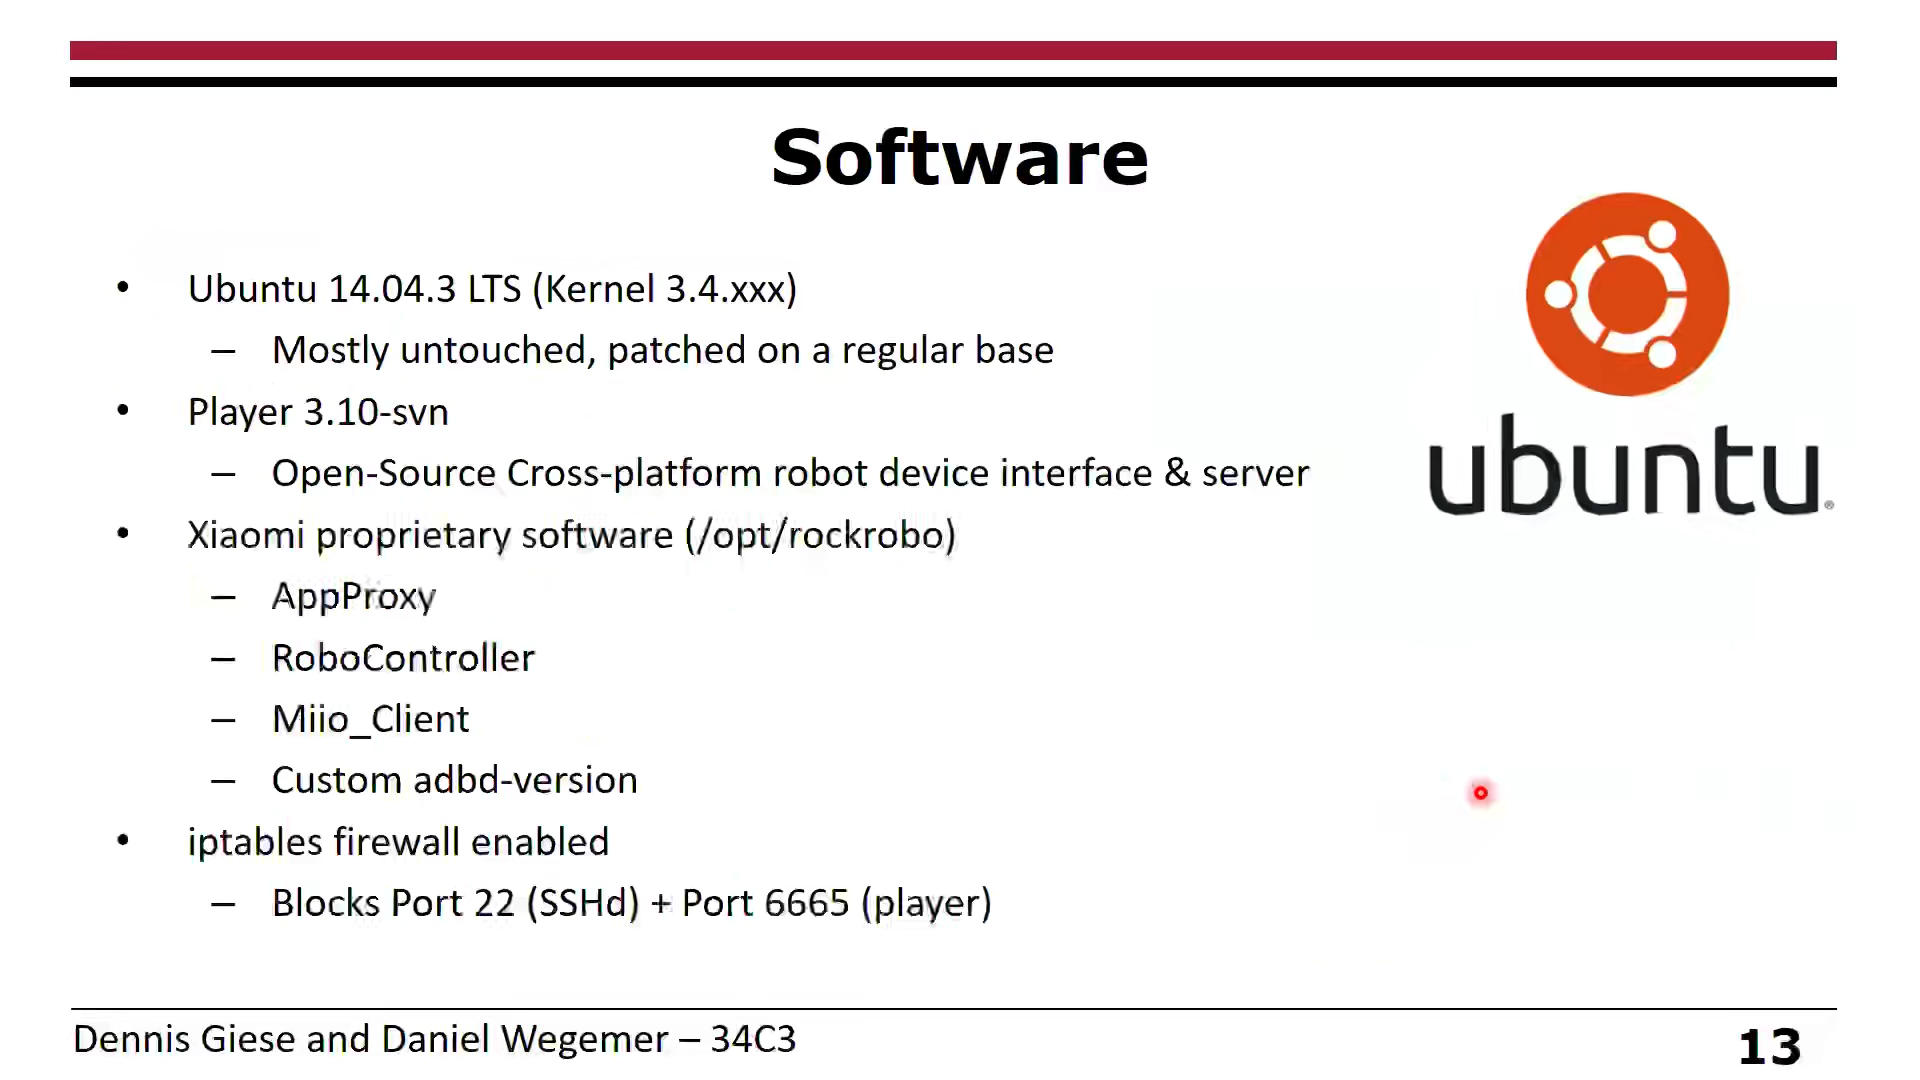 Software
• Ubuntu 14.04.3 LTS (Kernel 3.4.xxx)
– Mostly untouched, patched on a regular base
• Player 3.10-svn
– Open-Source Cross-platform robot device interface & server
• Xiaomi proprietary software (/opt/rockrobo)
– AppProxy
– RoboController
– Miio_Client
– Custom adbd-version
• iptables firewall enabled
– Blocks Port 22 (SSHd) + Port 6665 (player)
ubuntu®
Dennis Giese and Daniel Wegemer – 34C3
13